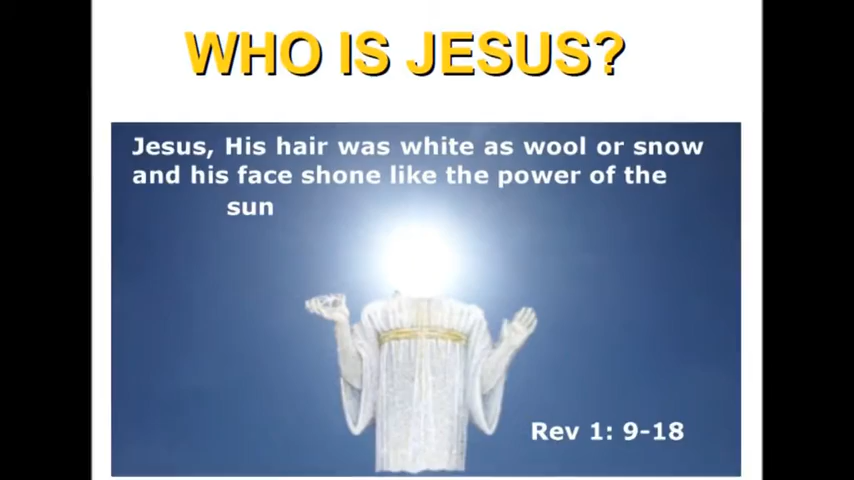 WHO IS JESUS?
Jesus, His hair was white as wool or snow
and his face shone like the power of the
sun
Rev 1: 9-18